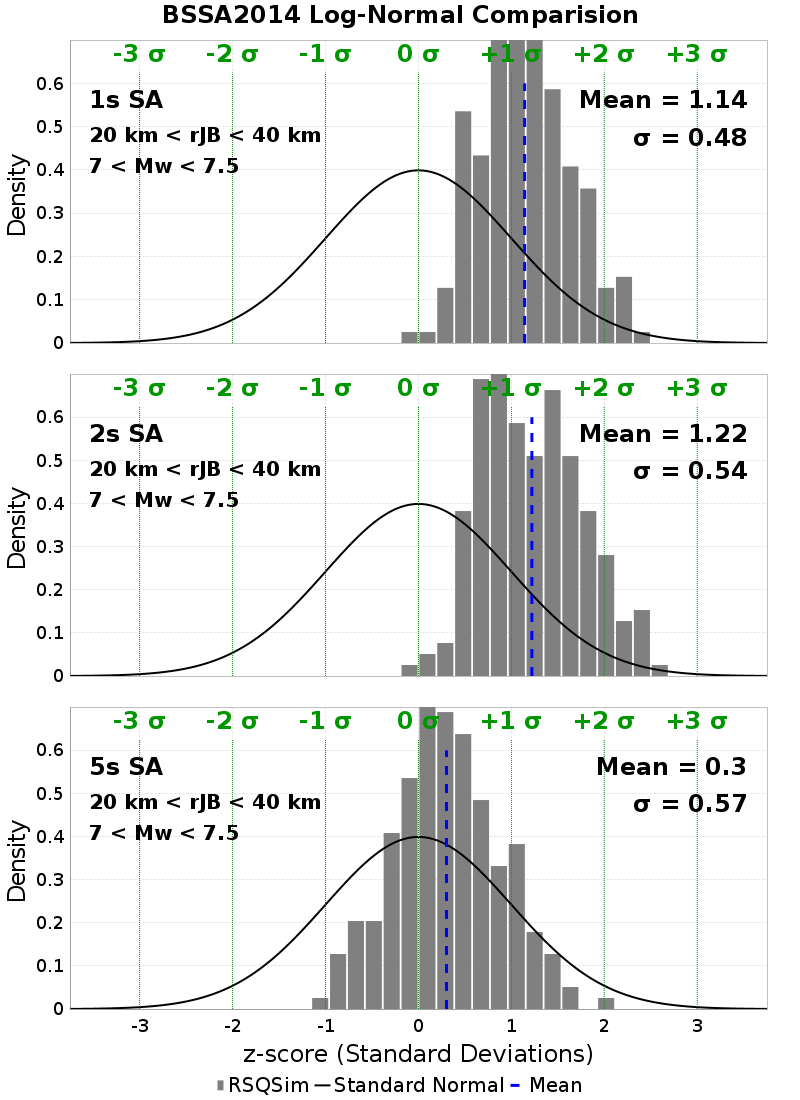 BSSA2014 Log-Normal Comparision
-3 σ -2 σ -1 σ 0 σ +1 σ +2 σ +3 σ
0.6
1s SA Mean = 1.14
0.5
20 km < rJB < 40 km σ = 0.48
7 < Mw < 7.5
0.4
0.3
0.2
0.1
0
Density
-3 σ -2 σ -1 σ 0 σ +1 σ +2 σ +3 σ
0.6
2s SA Mean = 1.22
0.5
20 km < rJB < 40 km σ = 0.54
7 < Mw < 7.5
0.4
0.3
0.2
0.1
0
Density
-3 σ -2 σ -1 σ 0 σ +1 σ +2 σ +3 σ
0.6
5s SA Mean = 0.3
0.5
20 km < rJB < 40 km σ = 0.57
7 < Mw < 7.5
0.4
0.3
0.2
0.1
0
Density
-3 -2 -1 0 1 2 3
z-score (Standard Deviations)
RSQSim Standard Normal Mean